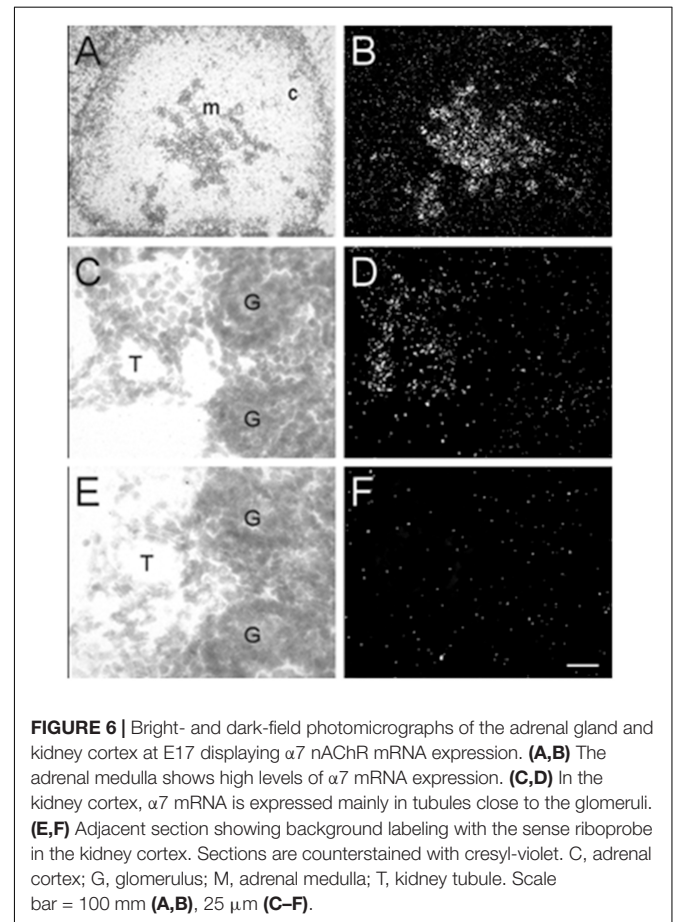 A
m
c
B
C
G
T
G
D
E
G
T
G
F
FIGURE 6 | Bright- and dark-field photomicrographs of the adrenal gland and
kidney cortex at E17 displaying α7 nAChR mRNA expression. (A,B) The
adrenal medulla shows high levels of α7 mRNA expression. (C,D) In the
kidney cortex, α7 mRNA is expressed mainly in tubules close to the glomeruli.
(E,F) Adjacent section showing background labeling with the sense riboprobe
in the kidney cortex. Sections are counterstained with cresyl-violet. C, adrenal
cortex; G, glomerulus; M, adrenal medulla; T, kidney tubule. Scale
bar = 100 mm (A,B), 25 μm (C–F).